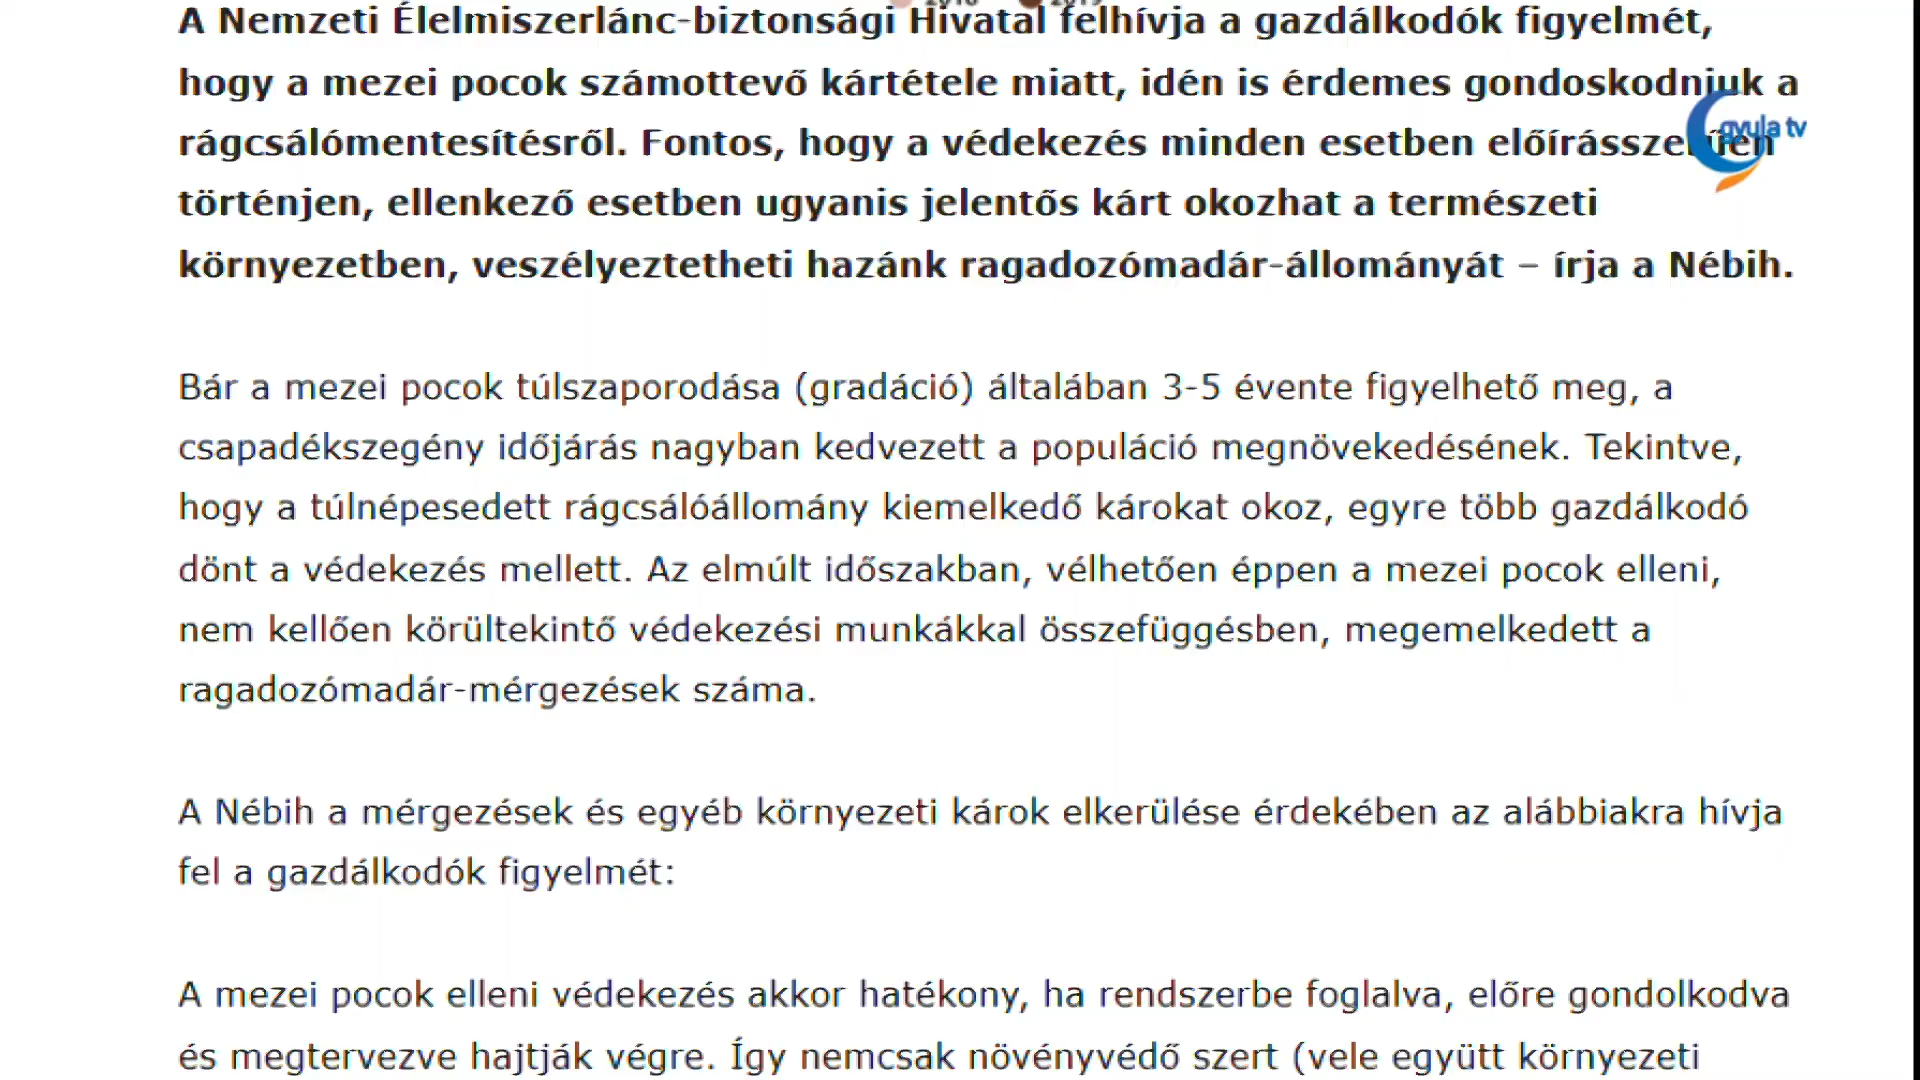 A Nemzeti Élelmiszerlánc-biztonsági Hivatal felhívja a gazdálkodók figyelmét,
hogy a mezei pocok számottevő kártétele miatt, idén is érdemes gondoskodniuk a
gyula tv
rágcsálómentesítésről. Fontos, hogy a védekezés minden esetben előírásszerűen
történjen, ellenkező esetben ugyanis jelentős kárt okozhat a természeti
környezetben, veszélyeztetheti hazánk ragadozómadár-állományát – írja a Nébih.
Bár a mezei pocok túlszaporodása (gradáció) általában 3-5 évente figyelhető meg, a
csapadékszegény időjárás nagyban kedvezett a populáció megnövekedésének. Tekintve,
hogy a túlnépesedett rágcsálóállomány kiemelkedő károkat okoz, egyre több gazdálkodó
dönt a védekezés mellett. Az elmúlt időszakban, vélhetően éppen a mezei pocok elleni,
nem kellően körültekintő védekezési munkákkal összefüggésben, megemelkedett a
ragadozómadár-mérgezések száma.
A Nébih a mérgezések és egyéb környezeti károk elkerülése érdekében az alábbiakra hívja
fel a gazdálkodók figyelmét:
A mezei pocok elleni védekezés akkor hatékony, ha rendszerbe foglalva, előre gondolkodva
és megtervezve hajtják végre. Így nemcsak növényvédő szert (vele együtt környezeti